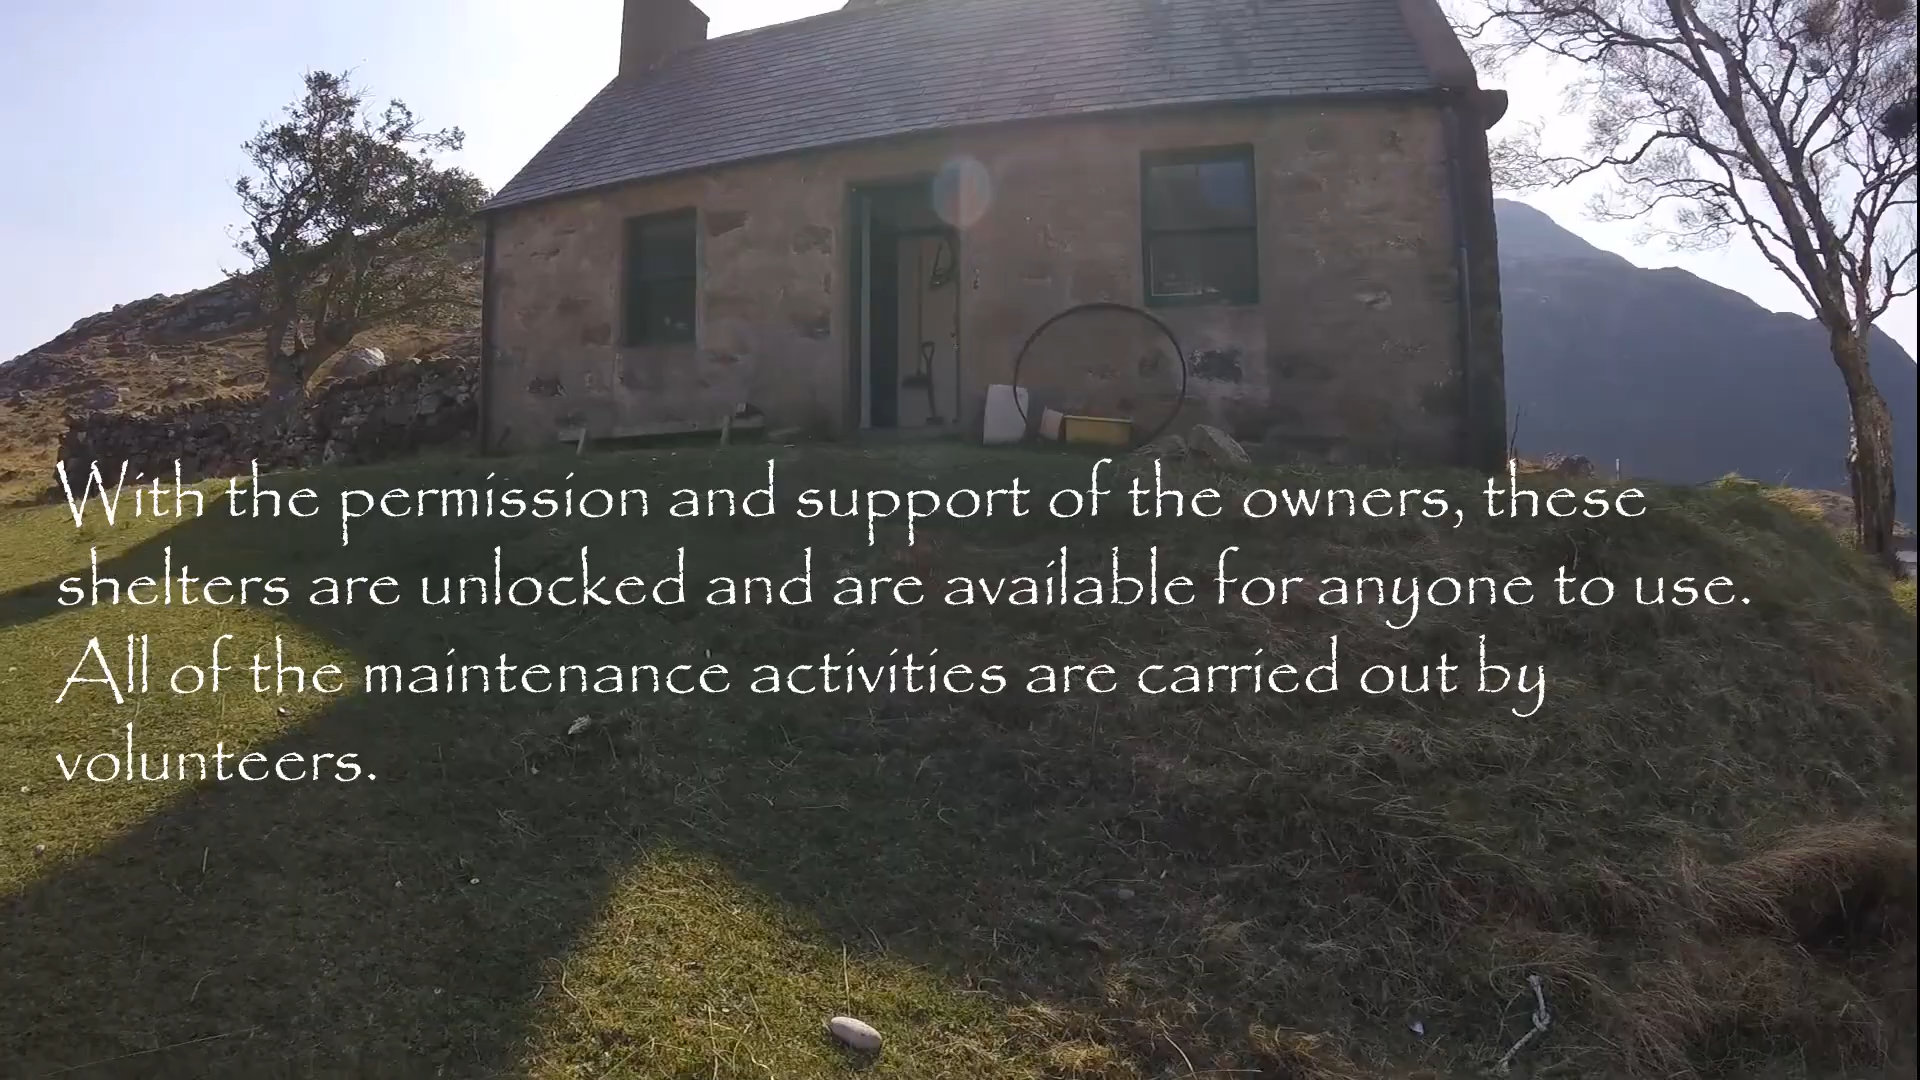 With the permission and support of the owners, these
shelters are unlocked and are available for anyone to use.
All of the maintenance activities are carried out by
volunteers.